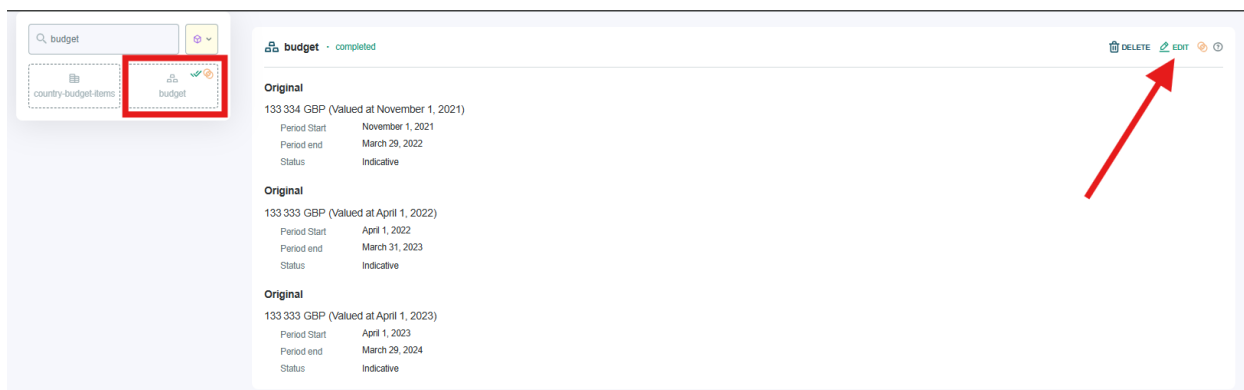 budget
country-budget-items
budget
budget · completed
DELETE EDIT
Original
133 334 GBP (Valued at November 1, 2021)
Period Start November 1, 2021
Period end March 29, 2022
Status Indicative
Original
133 333 GBP (Valued at April 1, 2022)
Period Start April 1, 2022
Period end March 31, 2023
Status Indicative
Original
133 333 GBP (Valued at April 1, 2023)
Period Start April 1, 2023
Period end March 29, 2024
Status Indicative